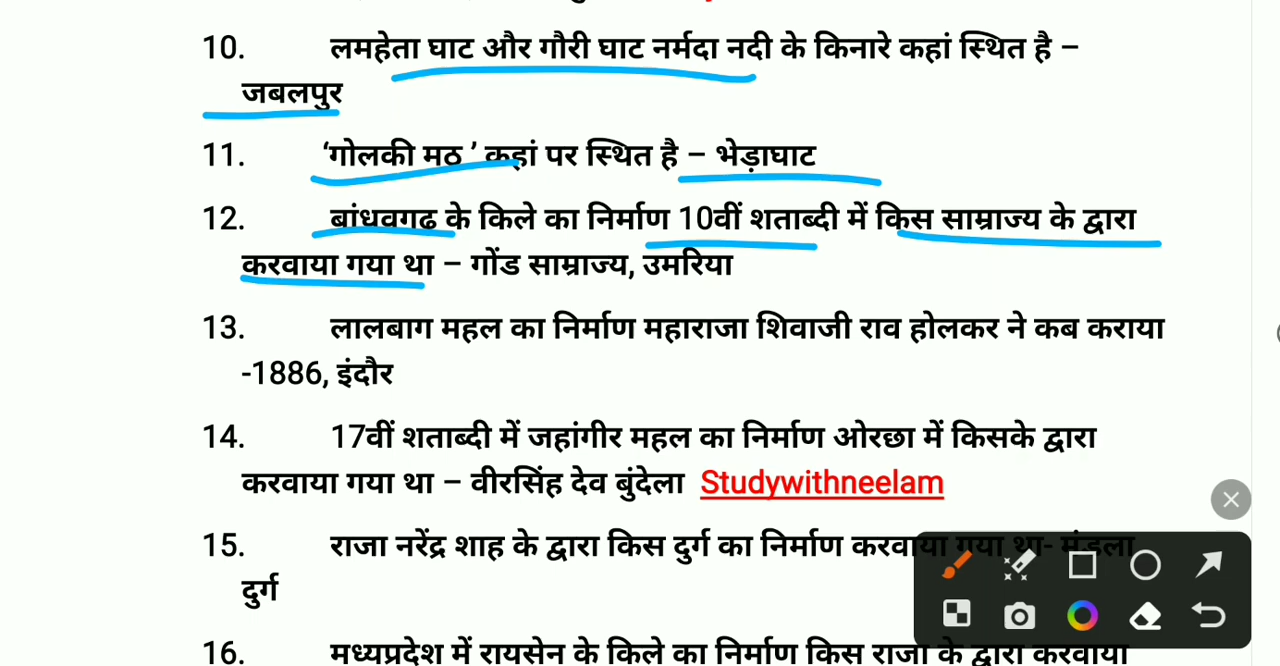 10. लमहेता घाट और गौरी घाट नर्मदा नदी के किनारे कहां स्थित है –
जबलपुर
11. ‘गोलकी मठ ’ कहां पर स्थित है – भेड़ाघाट
12. बांधवगढ के किले का निर्माण 10वीं शताब्दी में किस साम्राज्य के द्वारा
करवाया गया था – गोंड साम्राज्य, उमरिया
13. लालबाग महल का निर्माण महाराजा शिवाजी राव होलकर ने कब कराया
-1886, इंदौर
14. 17वीं शताब्दी में जहांगीर महल का निर्माण ओरछा में किसके द्वारा
करवाया गया था – वीरसिंह देव बुंदेला Studywithneelam
15. राजा नरेंद्र शाह के द्वारा किस दुर्ग का निर्माण करवाया गया था- मंडला
दुर्ग
16. मध्यप्रदेश में रायसेन के किले का निर्माण किस राजा के द्वारा करवाया